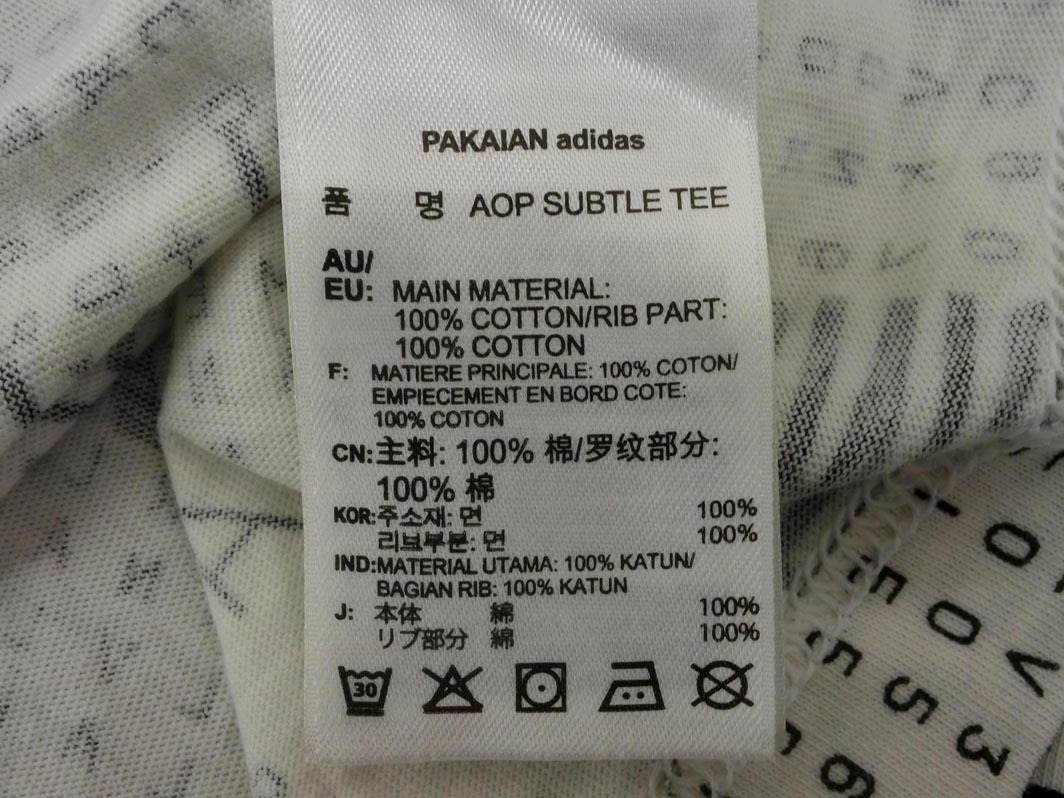 PAKAIAN adidas
품 명 AOP SUBTLE TEE
AU/
EU: MAIN MATERIAL:
100% COTTON/RIB PART:
100% COTTON
F: MATIERE PRINCIPALE: 100% COTON/
EMPIECEMENT EN BORD COTE:
100% COTON
CN:主料: 100% 棉/罗纹部分:
100% 棉
KOR:주소재: 면 100%
리브부분: 면 100%
IND:MATERIAL UTAMA: 100% KATUN/
BAGIAN RIB: 100% KATUN
J: 本体 綿 100%
リブ部分 綿 100%
30